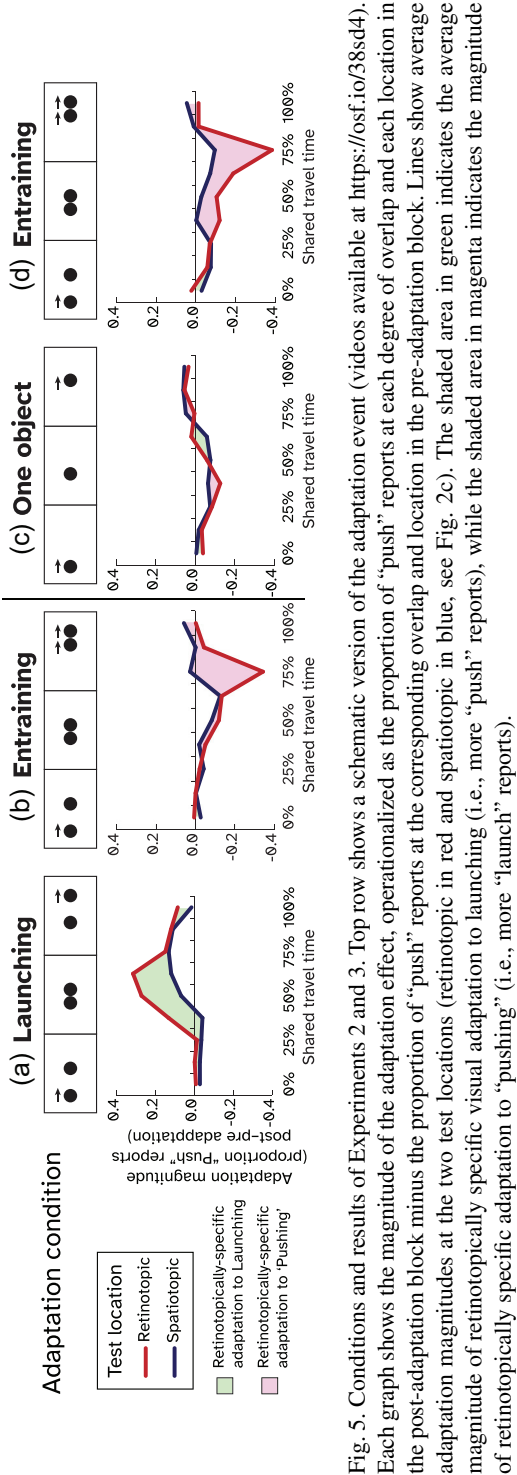 Adaptation condition
(a) Launching
(b) Entraining
(c) One object
(d) Entraining
Test location
Retinotopic
Spatiotopic
Retinotopically-specific
adaptation to Launching
Retinotopically-specific
adaptation to ‘Pushing’
Adaptation magnitude
(proportion “Push” reports
post-pre adaptation)
0.4
0.2
0.0
-0.2
-0.4
0% 25% 50% 75% 100%
Shared travel time
0.4
0.2
0.0
-0.2
-0.4
0% 25% 50% 75% 100%
Shared travel time
0.4
0.2
0.0
-0.2
-0.4
0% 25% 50% 75% 100%
Shared travel time
0.4
0.2
0.0
-0.2
-0.4
0% 25% 50% 75% 100%
Shared travel time
Fig. 5. Conditions and results of Experiments 2 and 3. Top row shows a schematic version of the adaptation event (videos available at https://osf.io/38sd4).
Each graph shows the magnitude of the adaptation effect, operationalized as the proportion of “push” reports at each degree of overlap and each location in
the post-adaptation block minus the proportion of “push” reports at the corresponding overlap and location in the pre-adaptation block. Lines show average
adaptation magnitudes at the two test locations (retinotopic in red and spatiotopic in blue, see Fig. 2c). The shaded area in green indicates the average
magnitude of retinotopically specific visual adaptation to launching (i.e., more “push” reports), while the shaded area in magenta indicates the magnitude
of retinotopically specific adaptation to “pushing” (i.e., more “launch” reports).